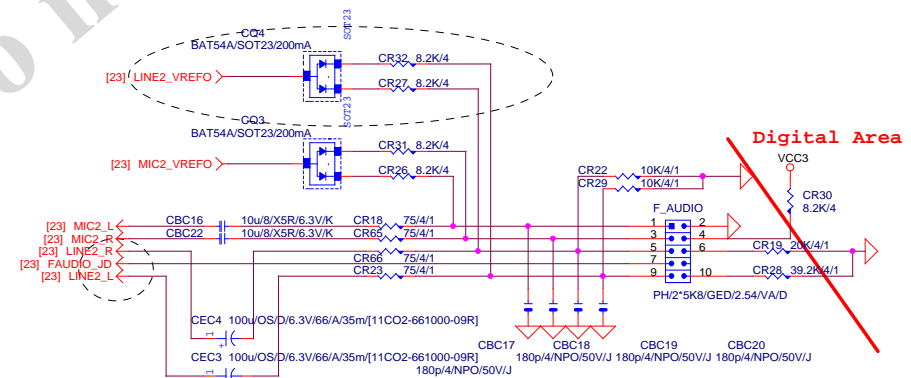 o n
CQ4
BAT54A/SOT23/200mA
SOT23
[23] LINE2_VREFO
CR32 8.2K/4
CR27 8.2K/4
SOT23
CQ3
BAT54A/SOT23/200mA
[23] MIC2_VREFO
CR31 8.2K/4
CR26 8.2K/4
Digital Area
VCC3
CR30
8.2K/4
CR22 10K/4/1
CR29 10K/4/1
F_AUDIO
[23] MIC2_L CBC16 10u/8/X5R/6.3V/K CR18 75/4/1 1 2
[23] MIC2_R CBC22 10u/8/X5R/6.3V/K CR65 75/4/1 3 4
[23] LINE2_R 5 6 CR19 20K/4/1
[23] FAUDIO_JD CR66 75/4/1 7
[23] LINE2_L CR23 75/4/1 9 10 CR28 39.2K/4/1
PH/2*5K8/GED/2.54/VA/D
CEC4 100u/OS/D/6.3V/66/A/35m/[11CO2-661000-09R]
1
+
CBC17 CBC18 CBC19 CBC20
CEC3 100u/OS/D/6.3V/66/A/35m/[11CO2-661000-09R]
180p/4/NPO/50V/J 180p/4/NPO/50V/J 180p/4/NPO/50V/J
180p/4/NPO/50V/J
1